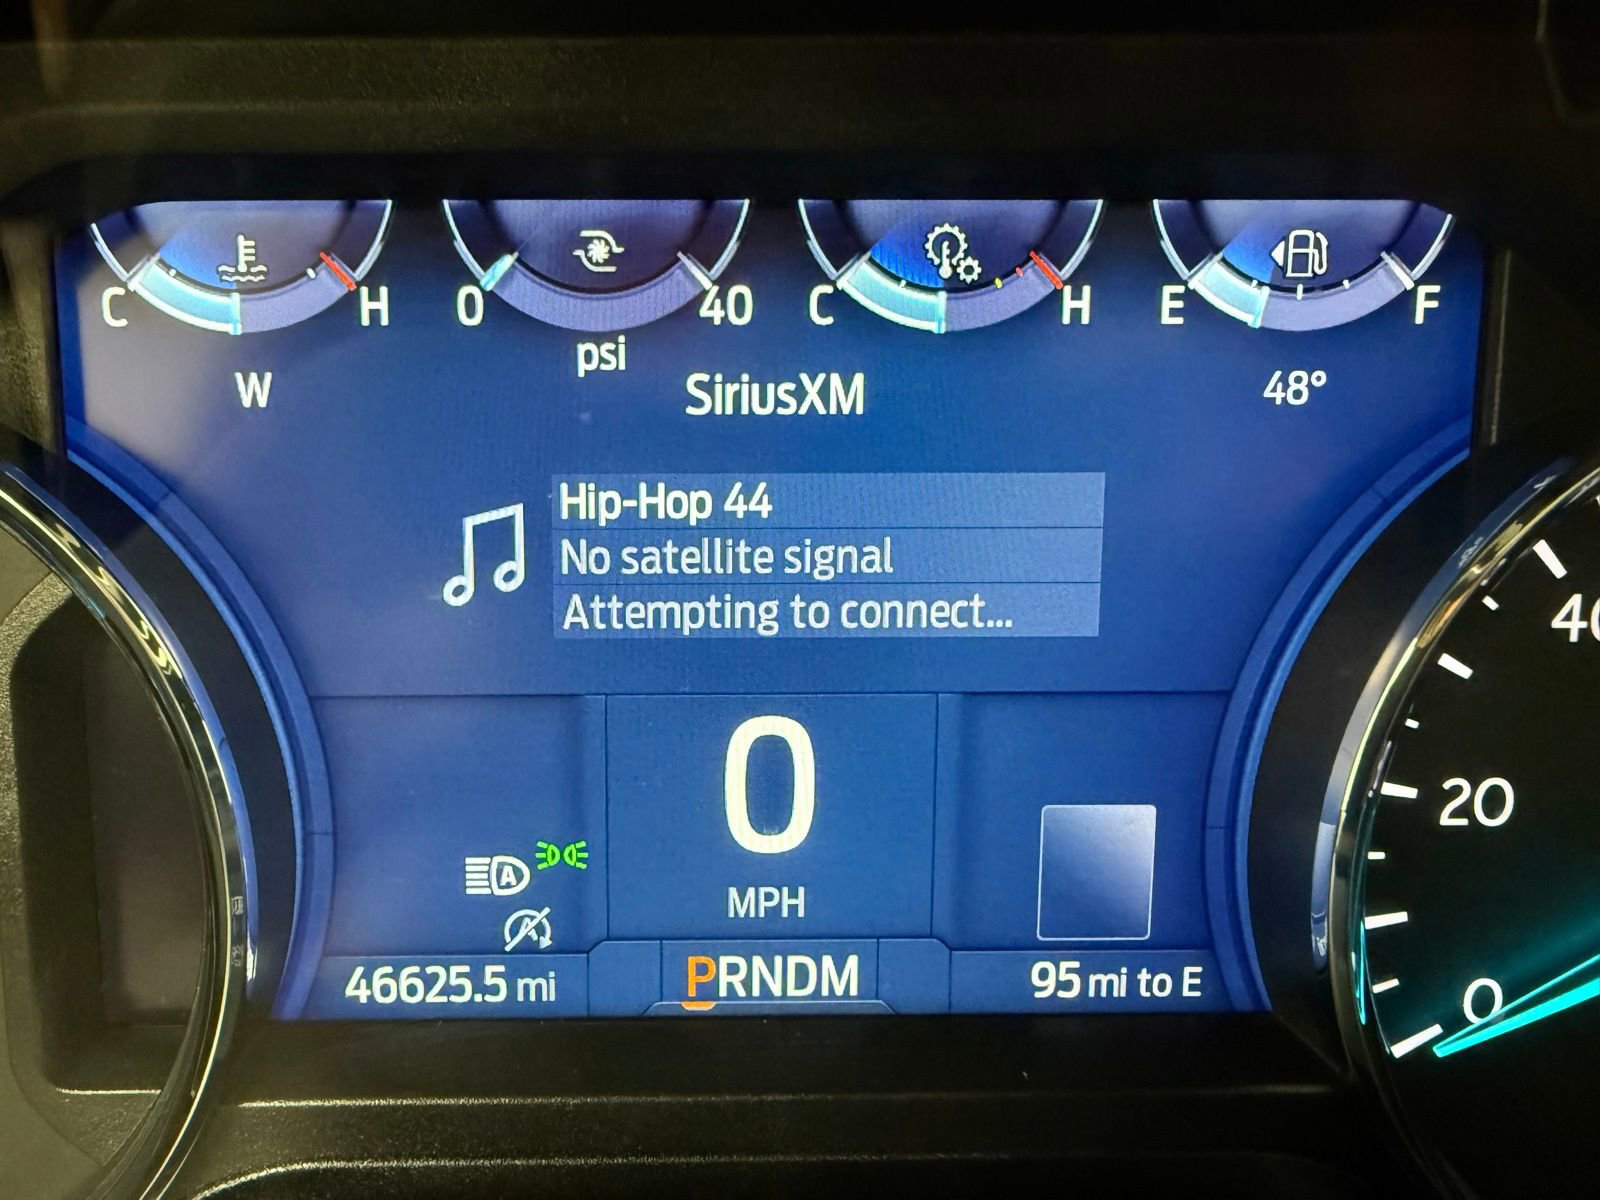 C H
0 40
psi
C H
E F
W
SiriusXM
48°
Hip-Hop 44
No satellite signal
Attempting to connect...
0
MPH
A
A
46625.5 mi
PRNDM
95 mi to E
40
20
0